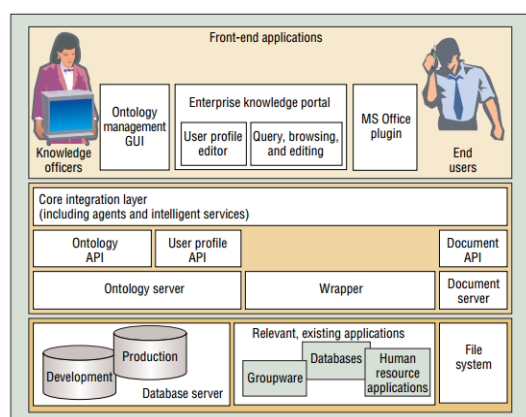 Front-end applications
Knowledge
officers
Ontology
management
GUI
Enterprise knowledge portal
User profile
editor
Query, browsing,
and editing
MS Office
plugin
End
users
Core integration layer
(including agents and intelligent services)
Ontology
API
User profile
API
Document
API
Ontology server
Wrapper
Document
server
Development
Production
Database server
Relevant, existing applications
Groupware
Databases
Human
resource
applications
File
system